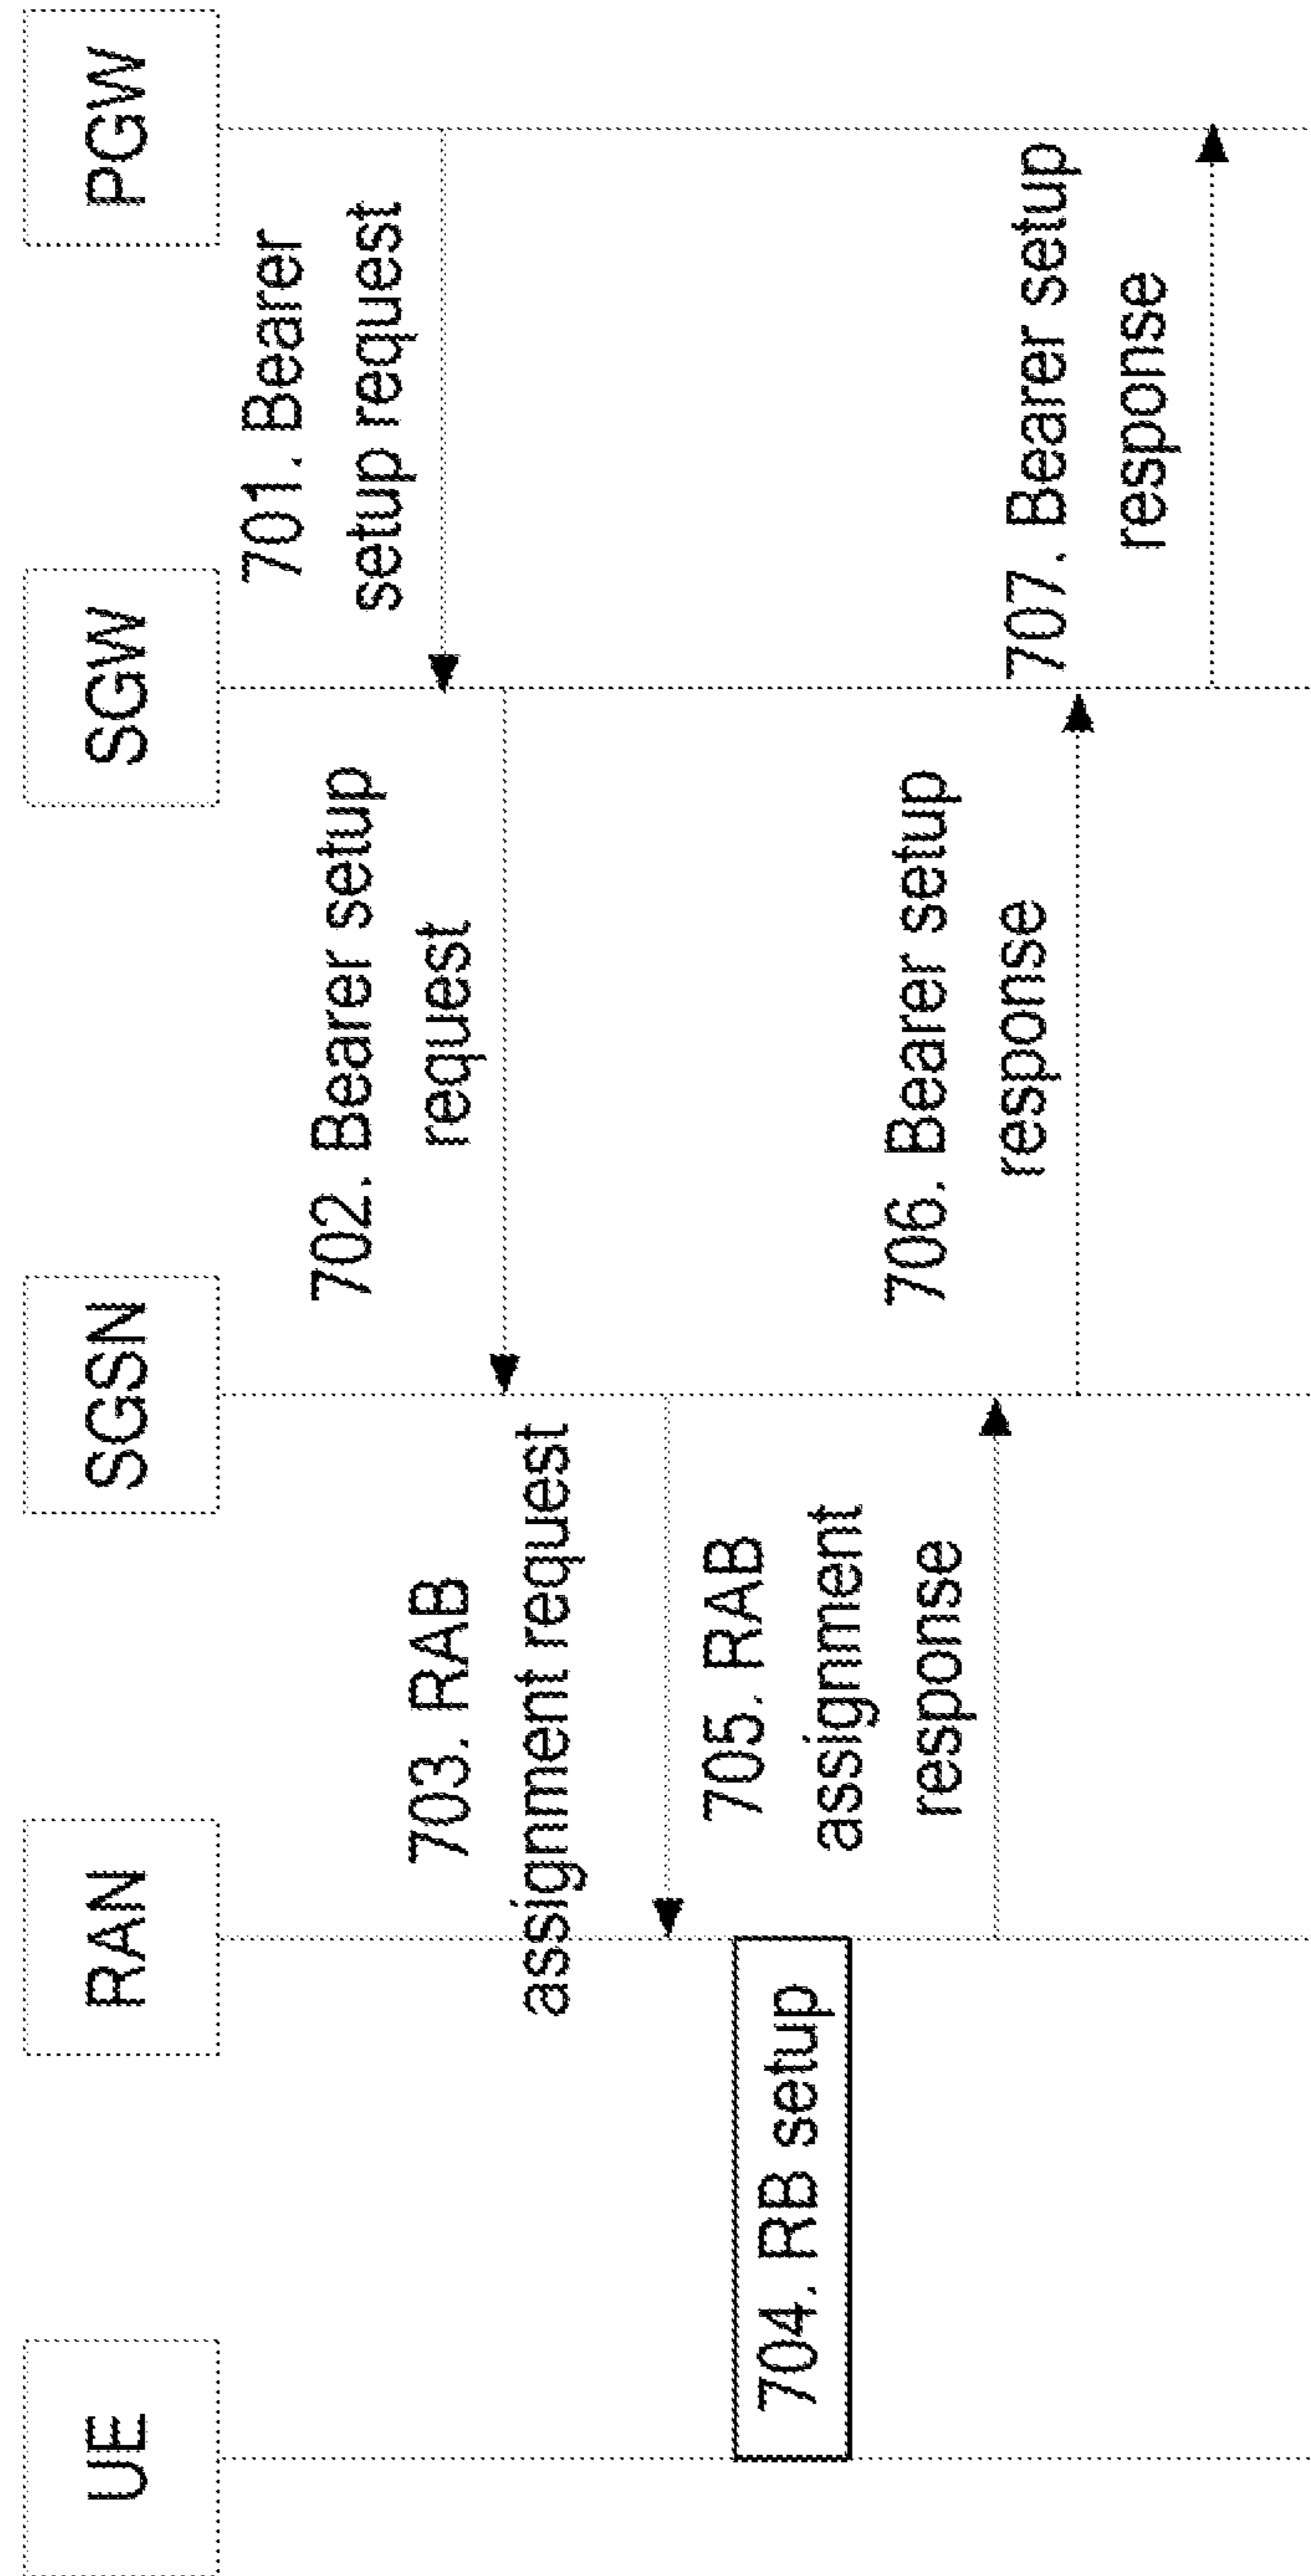 UE
RAN
SGSN
SGW
PGW
701. Bearer
setup request
702. Bearer setup
request
703. RAB
assignment request
704. RB setup
705. RAB
assignment
response
706. Bearer setup
response
707. Bearer setup
response